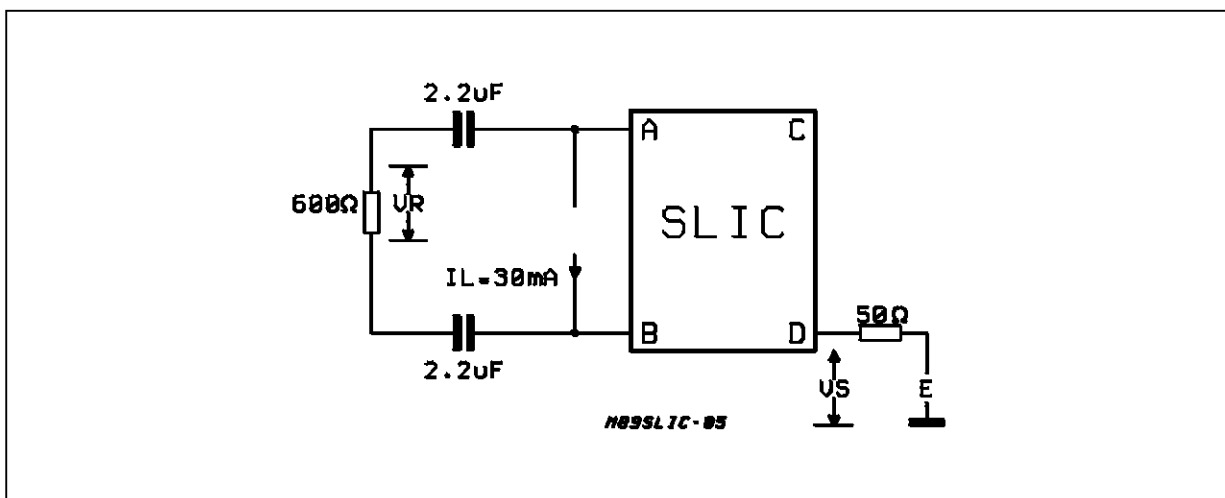 2.2uF
A
C
600Ω
VR
SLIC
IL=30mA
50Ω
B
D
2.2uF
VS
E
M89SLIC-05